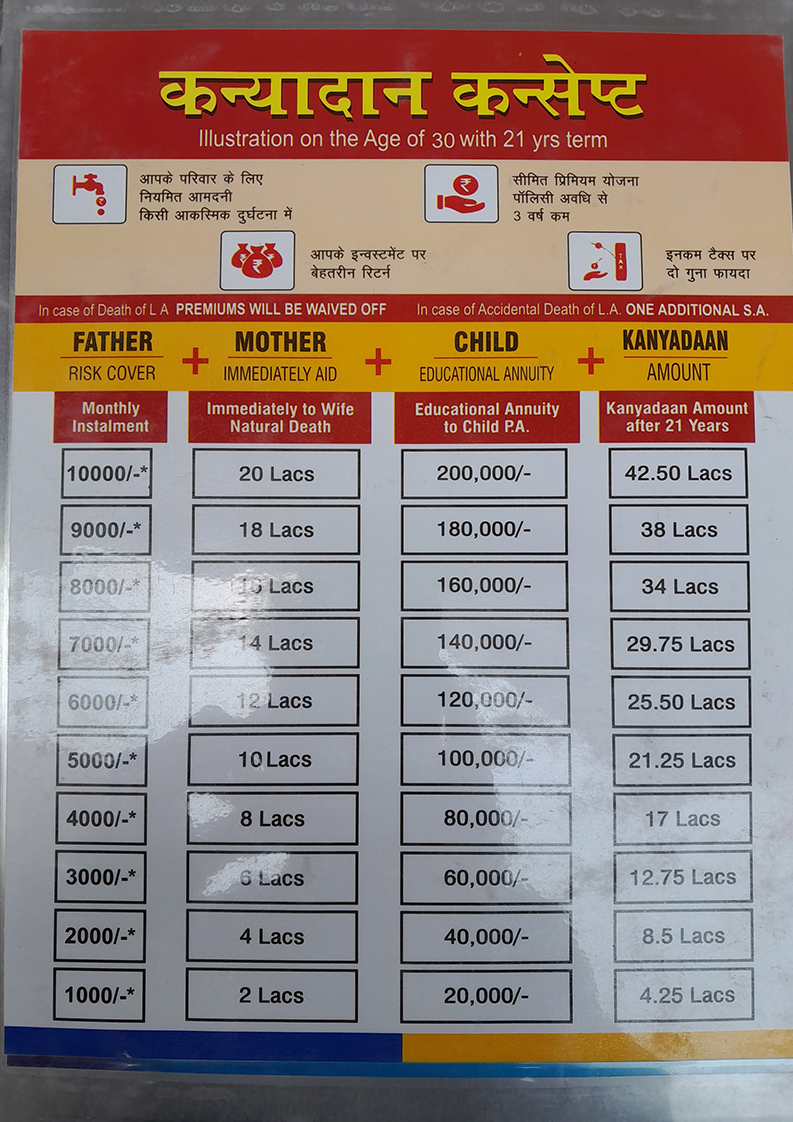 कन्यादान कन्सेप्ट
Illustration on the Age of 30 with 21 yrs term
आपके परिवार के लिए
नियमित आमदनी
किसी आकस्मिक दुर्घटना में
सीमित प्रिमियम योजना
पॉलिसी अवधि से
3 वर्ष कम
आपके इन्वस्टमेंट पर
बेहतरीन रिटर्न
TAX
इनकम टैक्स पर
दो गुना फायदा
In case of Death of L A PREMIUMS WILL BE WAIVED OFF In case of Accidental Death of L.A. ONE ADDITIONAL S.A.
FATHER + MOTHER + CHILD + KANYADAAN
RISK COVER IMMEDIATELY AID EDUCATIONAL ANNUITY AMOUNT
Monthly Immediately to Wife Educational Annuity Kanyadaan Amount
Instalment Natural Death to Child P.A. after 21 Years
10000/-* 20 Lacs 200,000/- 42.50 Lacs
9000/-* 18 Lacs 180,000/- 38 Lacs
8000/-* 16 Lacs 160,000/- 34 Lacs
7000/-* 14 Lacs 140,000/- 29.75 Lacs
6000/-* 12 Lacs 120,000/- 25.50 Lacs
5000/-* 10 Lacs 100,000/- 21.25 Lacs
4000/-* 8 Lacs 80,000/- 17 Lacs
3000/-* 6 Lacs 60,000/- 12.75 Lacs
2000/-* 4 Lacs 40,000/- 8.5 Lacs
1000/-* 2 Lacs 20,000/- 4.25 Lacs